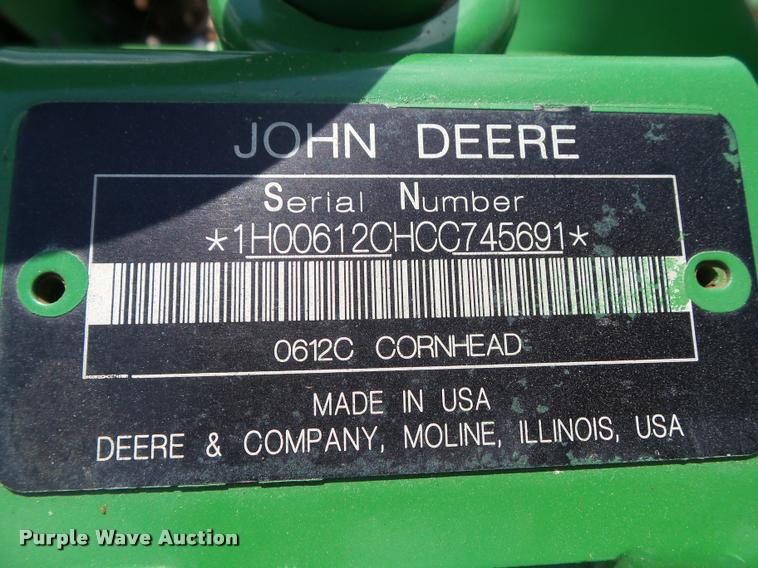 JOHN DEERE
Serial Number
*1H00612CHCC745691*
0612C CORNHEAD
MADE IN USA
DEERE & COMPANY, MOLINE, ILLINOIS, USA
Purple Wave Auction